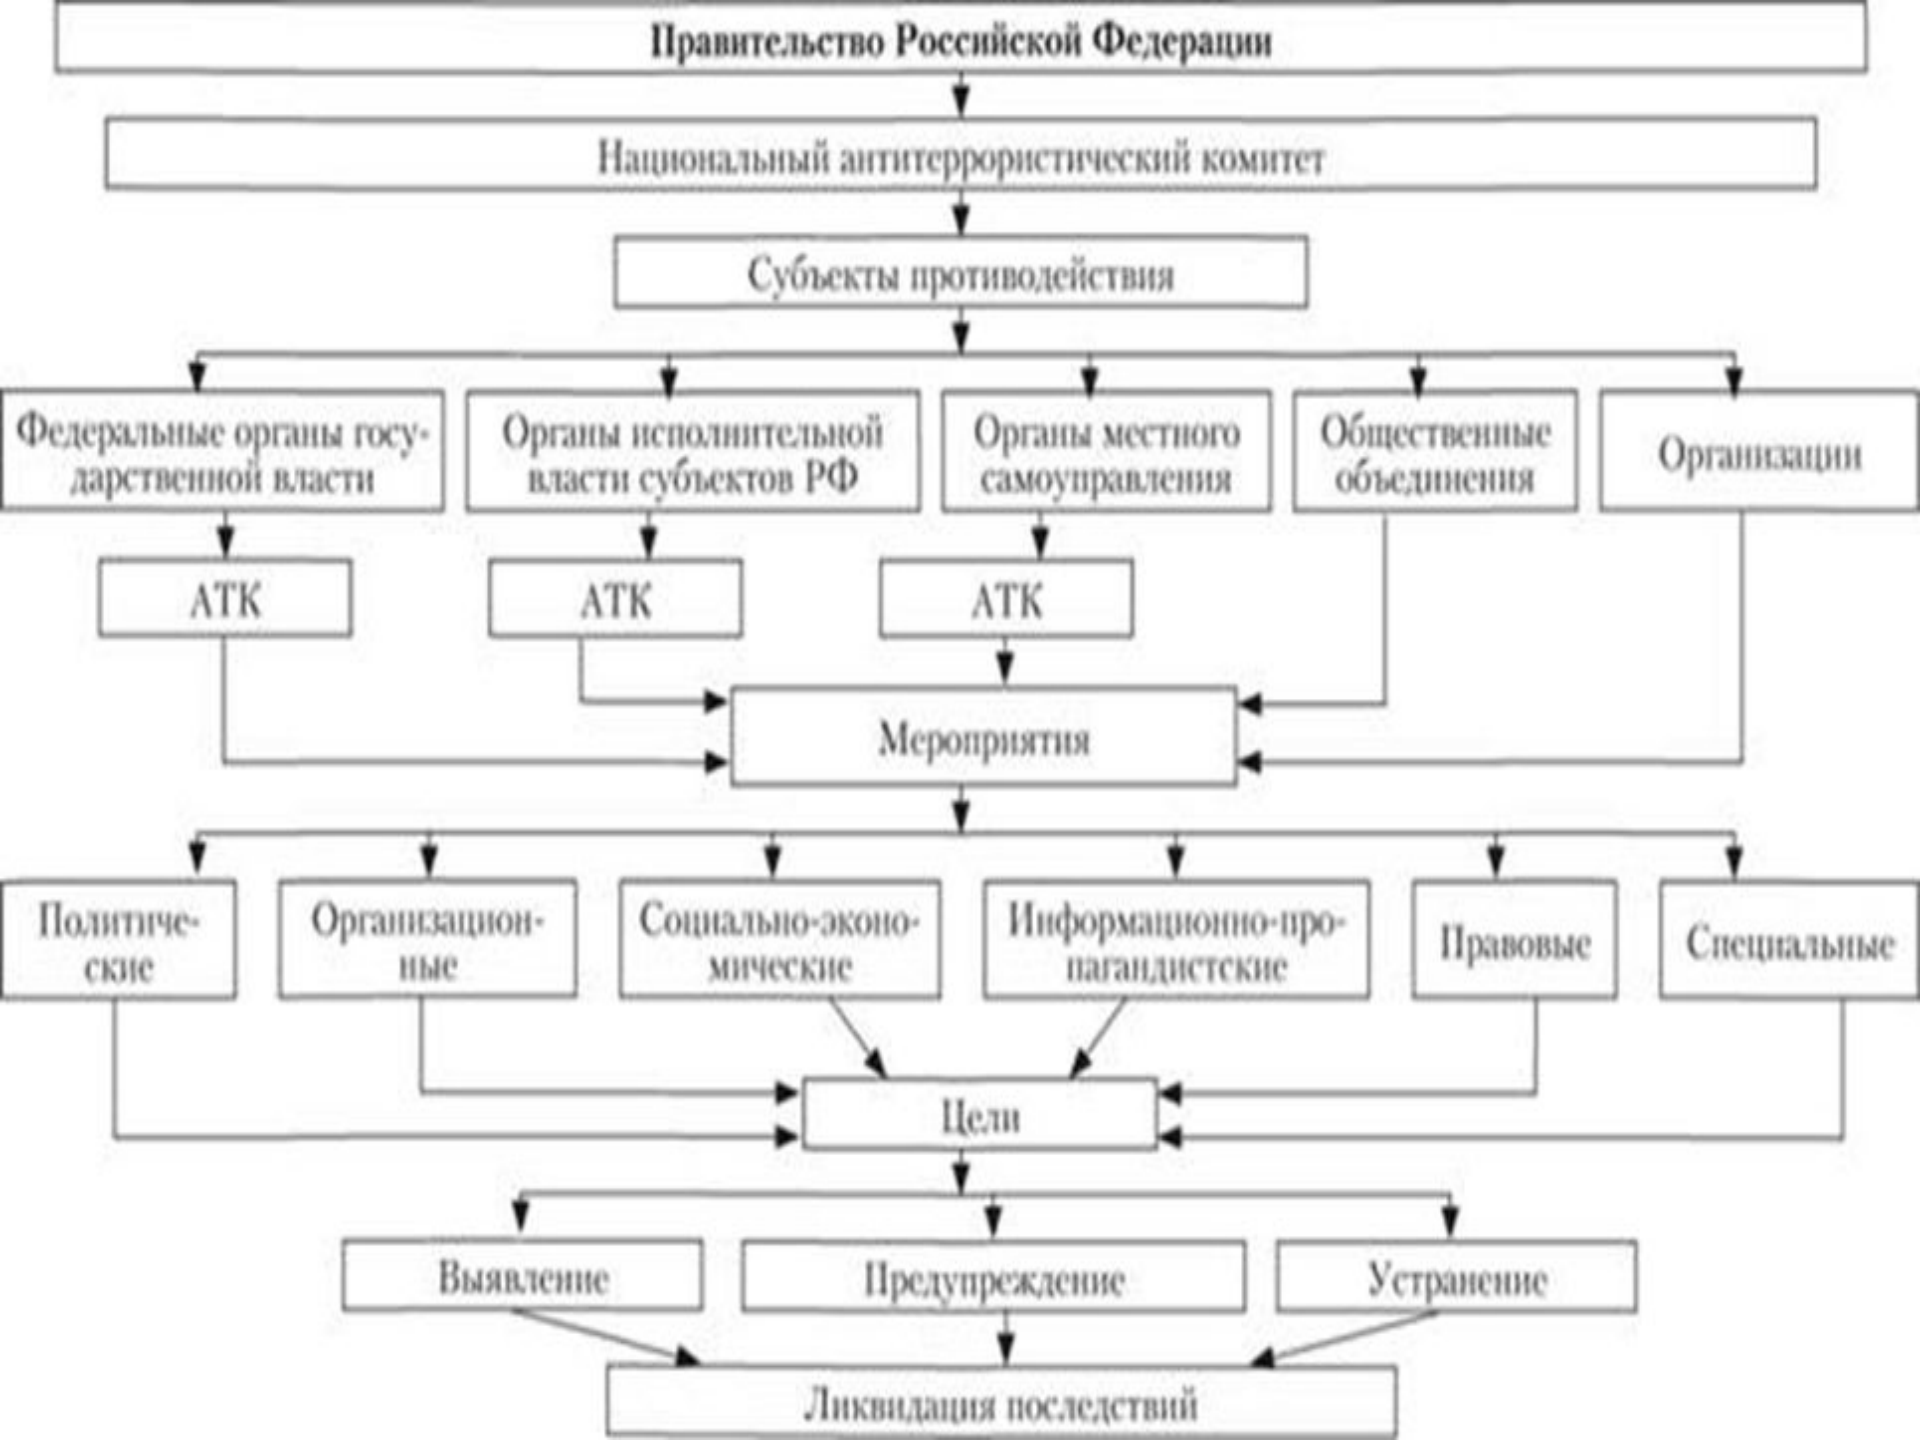 Правительство Российской Федерации
Национальный антитеррористический комитет
Субъекты противодействия
Федеральные органы госу-
дарственной власти
Органы исполнительной
власти субъектов РФ
Органы местного
самоуправления
Общественные
объединения
Организации
АТК
АТК
АТК
Мероприятия
Политиче-
ские
Организацион-
ные
Социально-эконо-
мические
Информационно-про-
пагандистские
Правовые
Специальные
Цели
Выявление
Предупреждение
Устранение
Ликвидация последствий